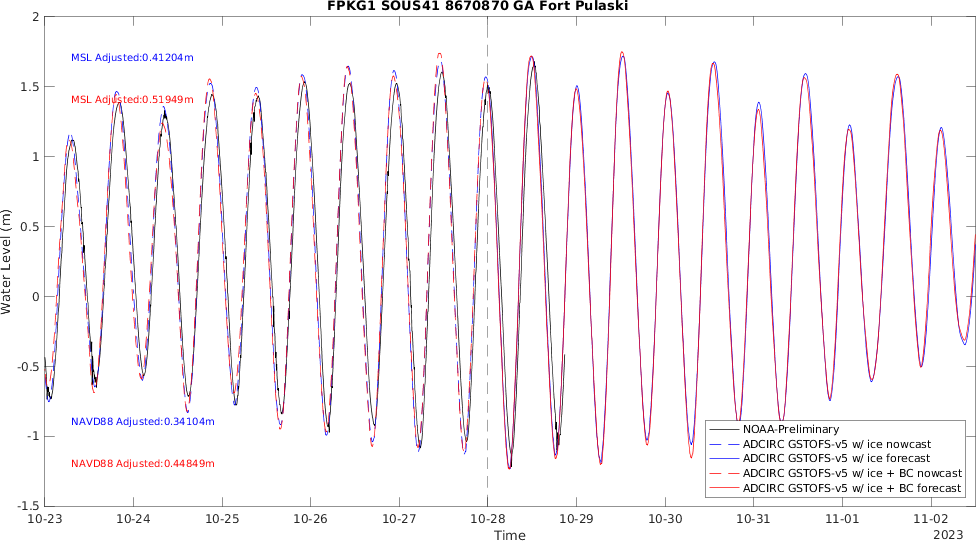 FPKG1 SOUS41 8670870 GA Fort Pulaski
2
1.5
1
0.5
0
-0.5
-1
-1.5
Water Level (m)
MSL Adjusted:0.41204m
MSL Adjusted:0.51949m
NAVD88 Adjusted:0.34104m
NAVD88 Adjusted:0.44849m
NOAA-Preliminary
ADCIRC GSTOFS-v5 w/ ice nowcast
ADCIRC GSTOFS-v5 w/ ice forecast
ADCIRC GSTOFS-v5 w/ ice + BC nowcast
ADCIRC GSTOFS-v5 w/ ice + BC forecast
10-23 10-24 10-25 10-26 10-27 10-28 10-29 10-30 10-31 11-01 11-02
Time
2023